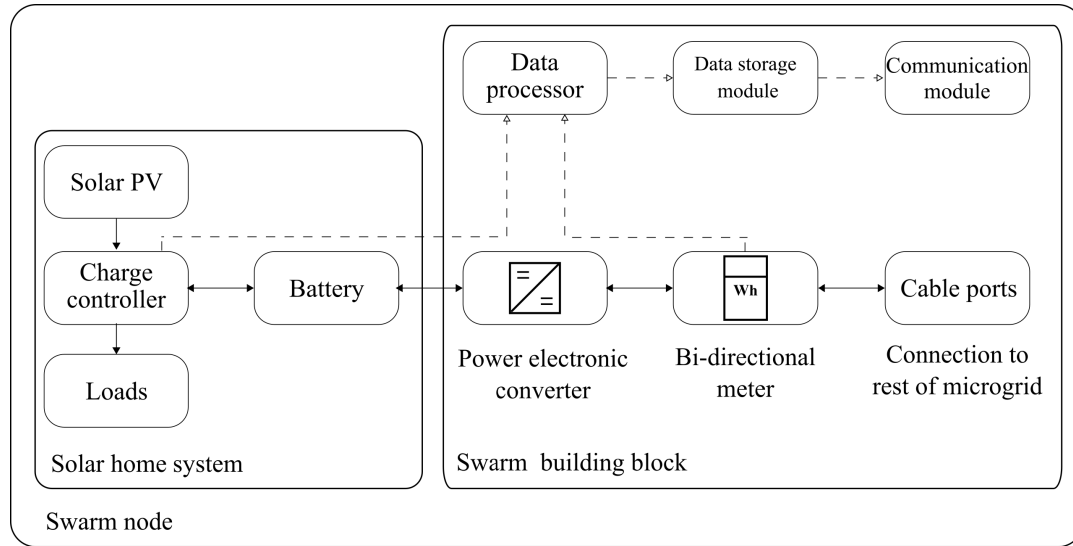 Data
processor
Data storage
module
Communication
module
Solar PV
Charge
controller
Battery
=
=
Wh
Cable ports
Loads
Power electronic
converter
Bi-directional
meter
Connection to
rest of microgrid
Solar home system
Swarm building block
Swarm node